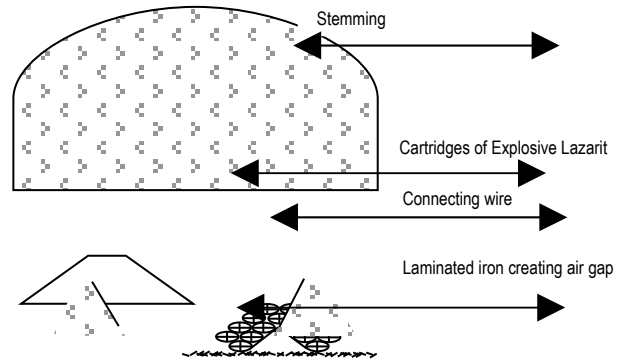 Stemming
Cartridges of Explosive Lazarit
Connecting wire
Laminated iron creating air gap